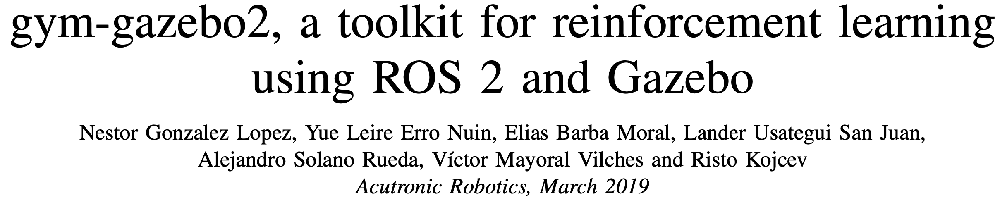 gym-gazebo2, a toolkit for reinforcement learning
using ROS 2 and Gazebo
Nestor Gonzalez Lopez, Yue Leire Erro Nuin, Elias Barba Moral, Lander Usategui San Juan,
Alejandro Solano Rueda, Víctor Mayoral Vilches and Risto Kojcev
Acutronic Robotics, March 2019